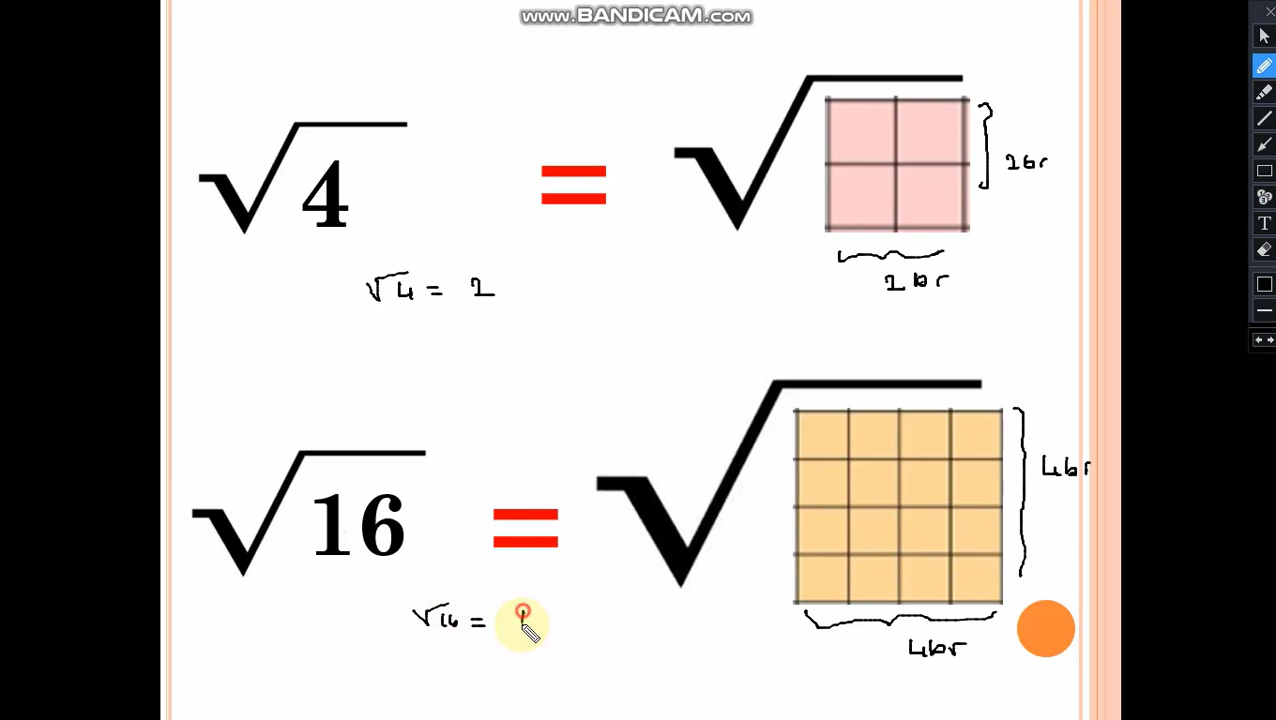 www.BANDICAM.com
√4 = √
2br
√4 = 2
2br
√16 = √
4br
√16 =
4br